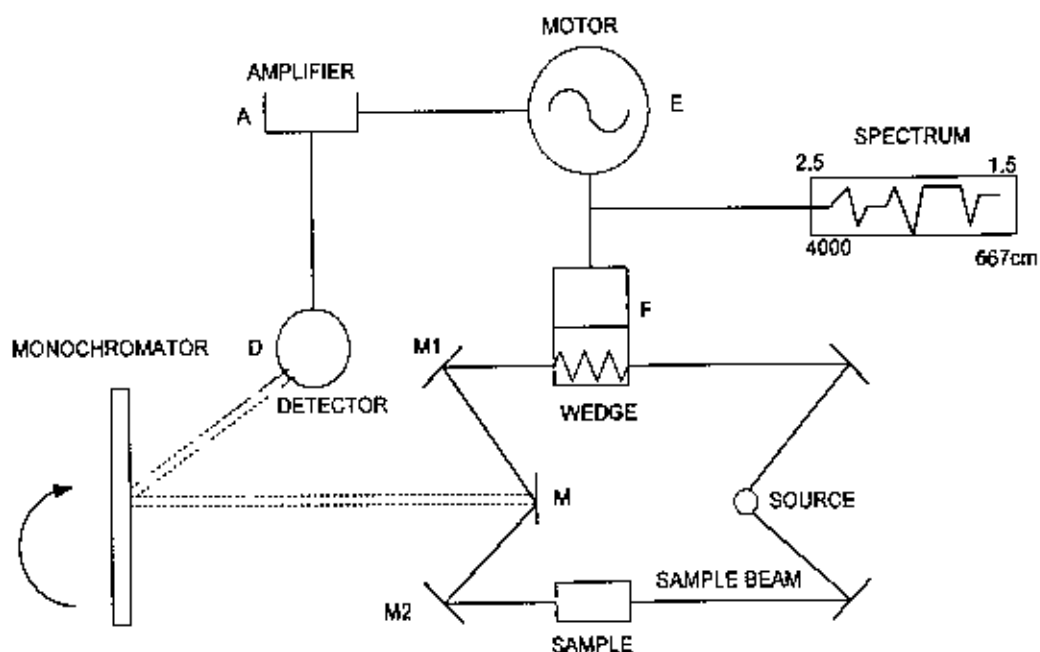 MOTOR
AMPLIFIER
A
E
SPECTRUM
2.5
1.5
4000
667cm
F
MONOCHROMATOR
D
M1
DETECTOR
WEDGE
M
SOURCE
SAMPLE BEAM
M2
SAMPLE